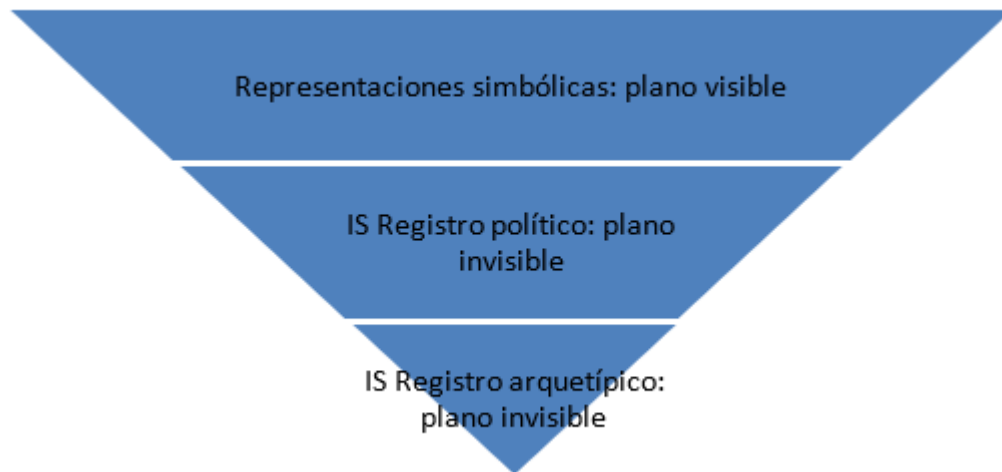 Representaciones simbólicas: plano visible
IS Registro político: plano
invisible
IS Registro arquetípico:
plano invisible